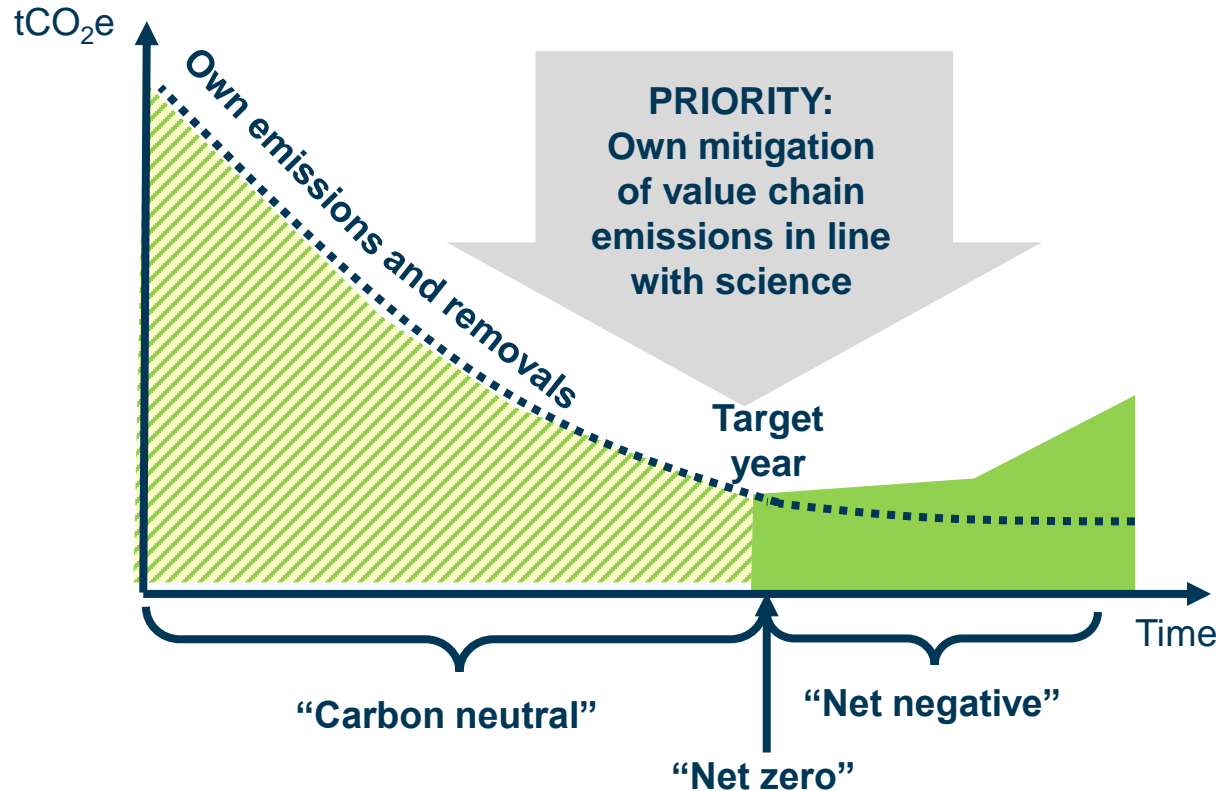 tCO₂e
Own emissions and removals
PRIORITY:
Own mitigation
of value chain
emissions in line
with science
Target
year
Time
“Carbon neutral”
“Net negative”
“Net zero”